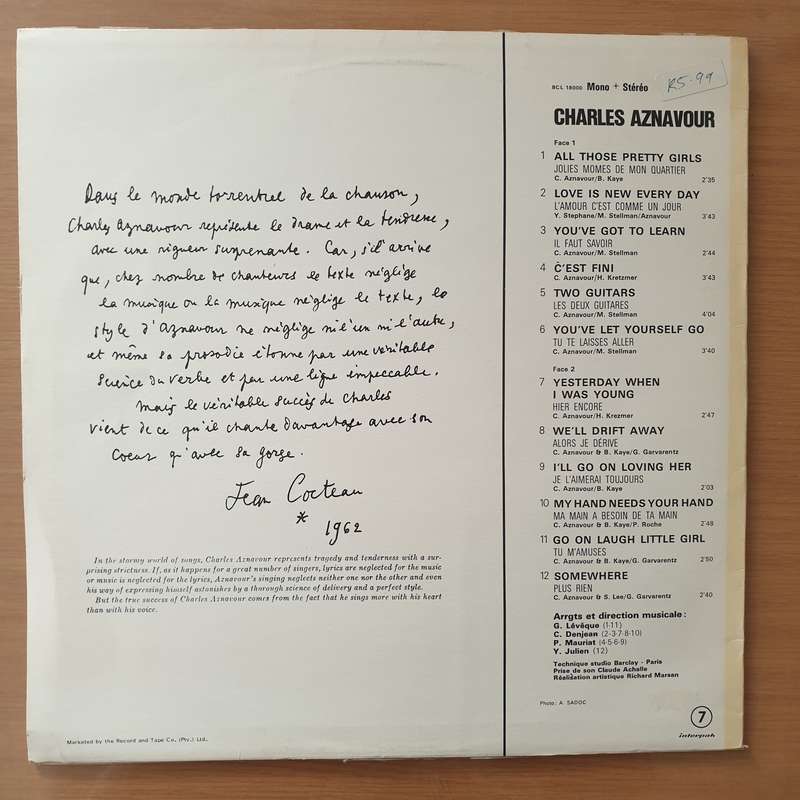 Dans le monde torrentiel de la chanson,
Charles Aznavour représente le drame et la tendresse,
avec une rigueur surprenante. Car, s'il arrive
que, chez nombre de chanteurs le texte néglige
la musique ou la musique néglige le texte, le
style d'Aznavour ne néglige ni l'un ni l'autre,
et même sa prosodie étonne par une véritable
science du verbe et par une ligne impeccable.
Mais le véritable succès de Charles
vient de ce qu'il chante davantage avec son
Coeur qu'avec sa gorge.
Jean Cocteau
*
1962
In the stormy world of songs, Charles Aznavour represents tragedy and tenderness with a sur-
prising strictness. If, as it happens for a great number of singers, lyrics are neglected for the music
or music is neglected for the lyrics, Aznavour's singing neglects neither one nor the other and even
his way of expressing himself astonishes by a thorough science of delivery and a perfect style.
But the true success of Charles Aznavour comes from the fact that he sings more with his heart
than with his voice.
Marketed by the Record and Tape Co., (Pty.) Ltd..
R5.99
BCL 18000 Mono + Stéréo
CHARLES AZNAVOUR
Face 1
1 ALL THOSE PRETTY GIRLS
JOLIES MOMES DE MON QUARTIER
C. Aznavour/B. Kaye 2'35
2 LOVE IS NEW EVERY DAY
L'AMOUR C'EST COMME UN JOUR
Y. Stephane/M. Stellman/Aznavour 3'43
3 YOU'VE GOT TO LEARN
IL FAUT SAVOIR
C. Aznavour/M. Stellman 2'44
4 C'EST FINI
C. Aznavour/H. Kretzmer 3'43
5 TWO GUITARS
LES DEUX GUITARES
C. Aznavour/M. Stellman 4'04
6 YOU'VE LET YOURSELF GO
TU TE LAISSES ALLER
C. Aznavour/M. Stellman 3'40
Face 2
7 YESTERDAY WHEN
I WAS YOUNG
HIER ENCORE
C. Aznavour/H. Krezmer 2'47
8 WE'LL DRIFT AWAY
ALORS JE DÉRIVE
C. Aznavour & B. Kaye/G. Garvarentz
9 I'LL GO ON LOVING HER
JE L'AIMERAI TOUJOURS
C. Aznavour/B. Kaye 2'03
10 MY HAND NEEDS YOUR HAND
MA MAIN A BESOIN DE TA MAIN
C. Aznavour & B. Kaye/P. Roche 2'48
11 GO ON LAUGH LITTLE GIRL
TU M'AMUSES
C. Aznavour & B. Kaye/G. Garvarentz 2'50
12 SOMEWHERE
PLUS RIEN
C. Aznavour & S. Lee/G. Garvarentz 2'40
Arrgts et direction musicale :
G. Lévêque (1-11)
C. Denjean (2-3-7-8-10)
P. Mauriat (4-5-6-9)
Y. Julien (12)
Technique studio Barclay - Paris
Prise de son Claude Achalle
Réalisation artistique Richard Marsan
Photo: A. SADOC
7
interpak